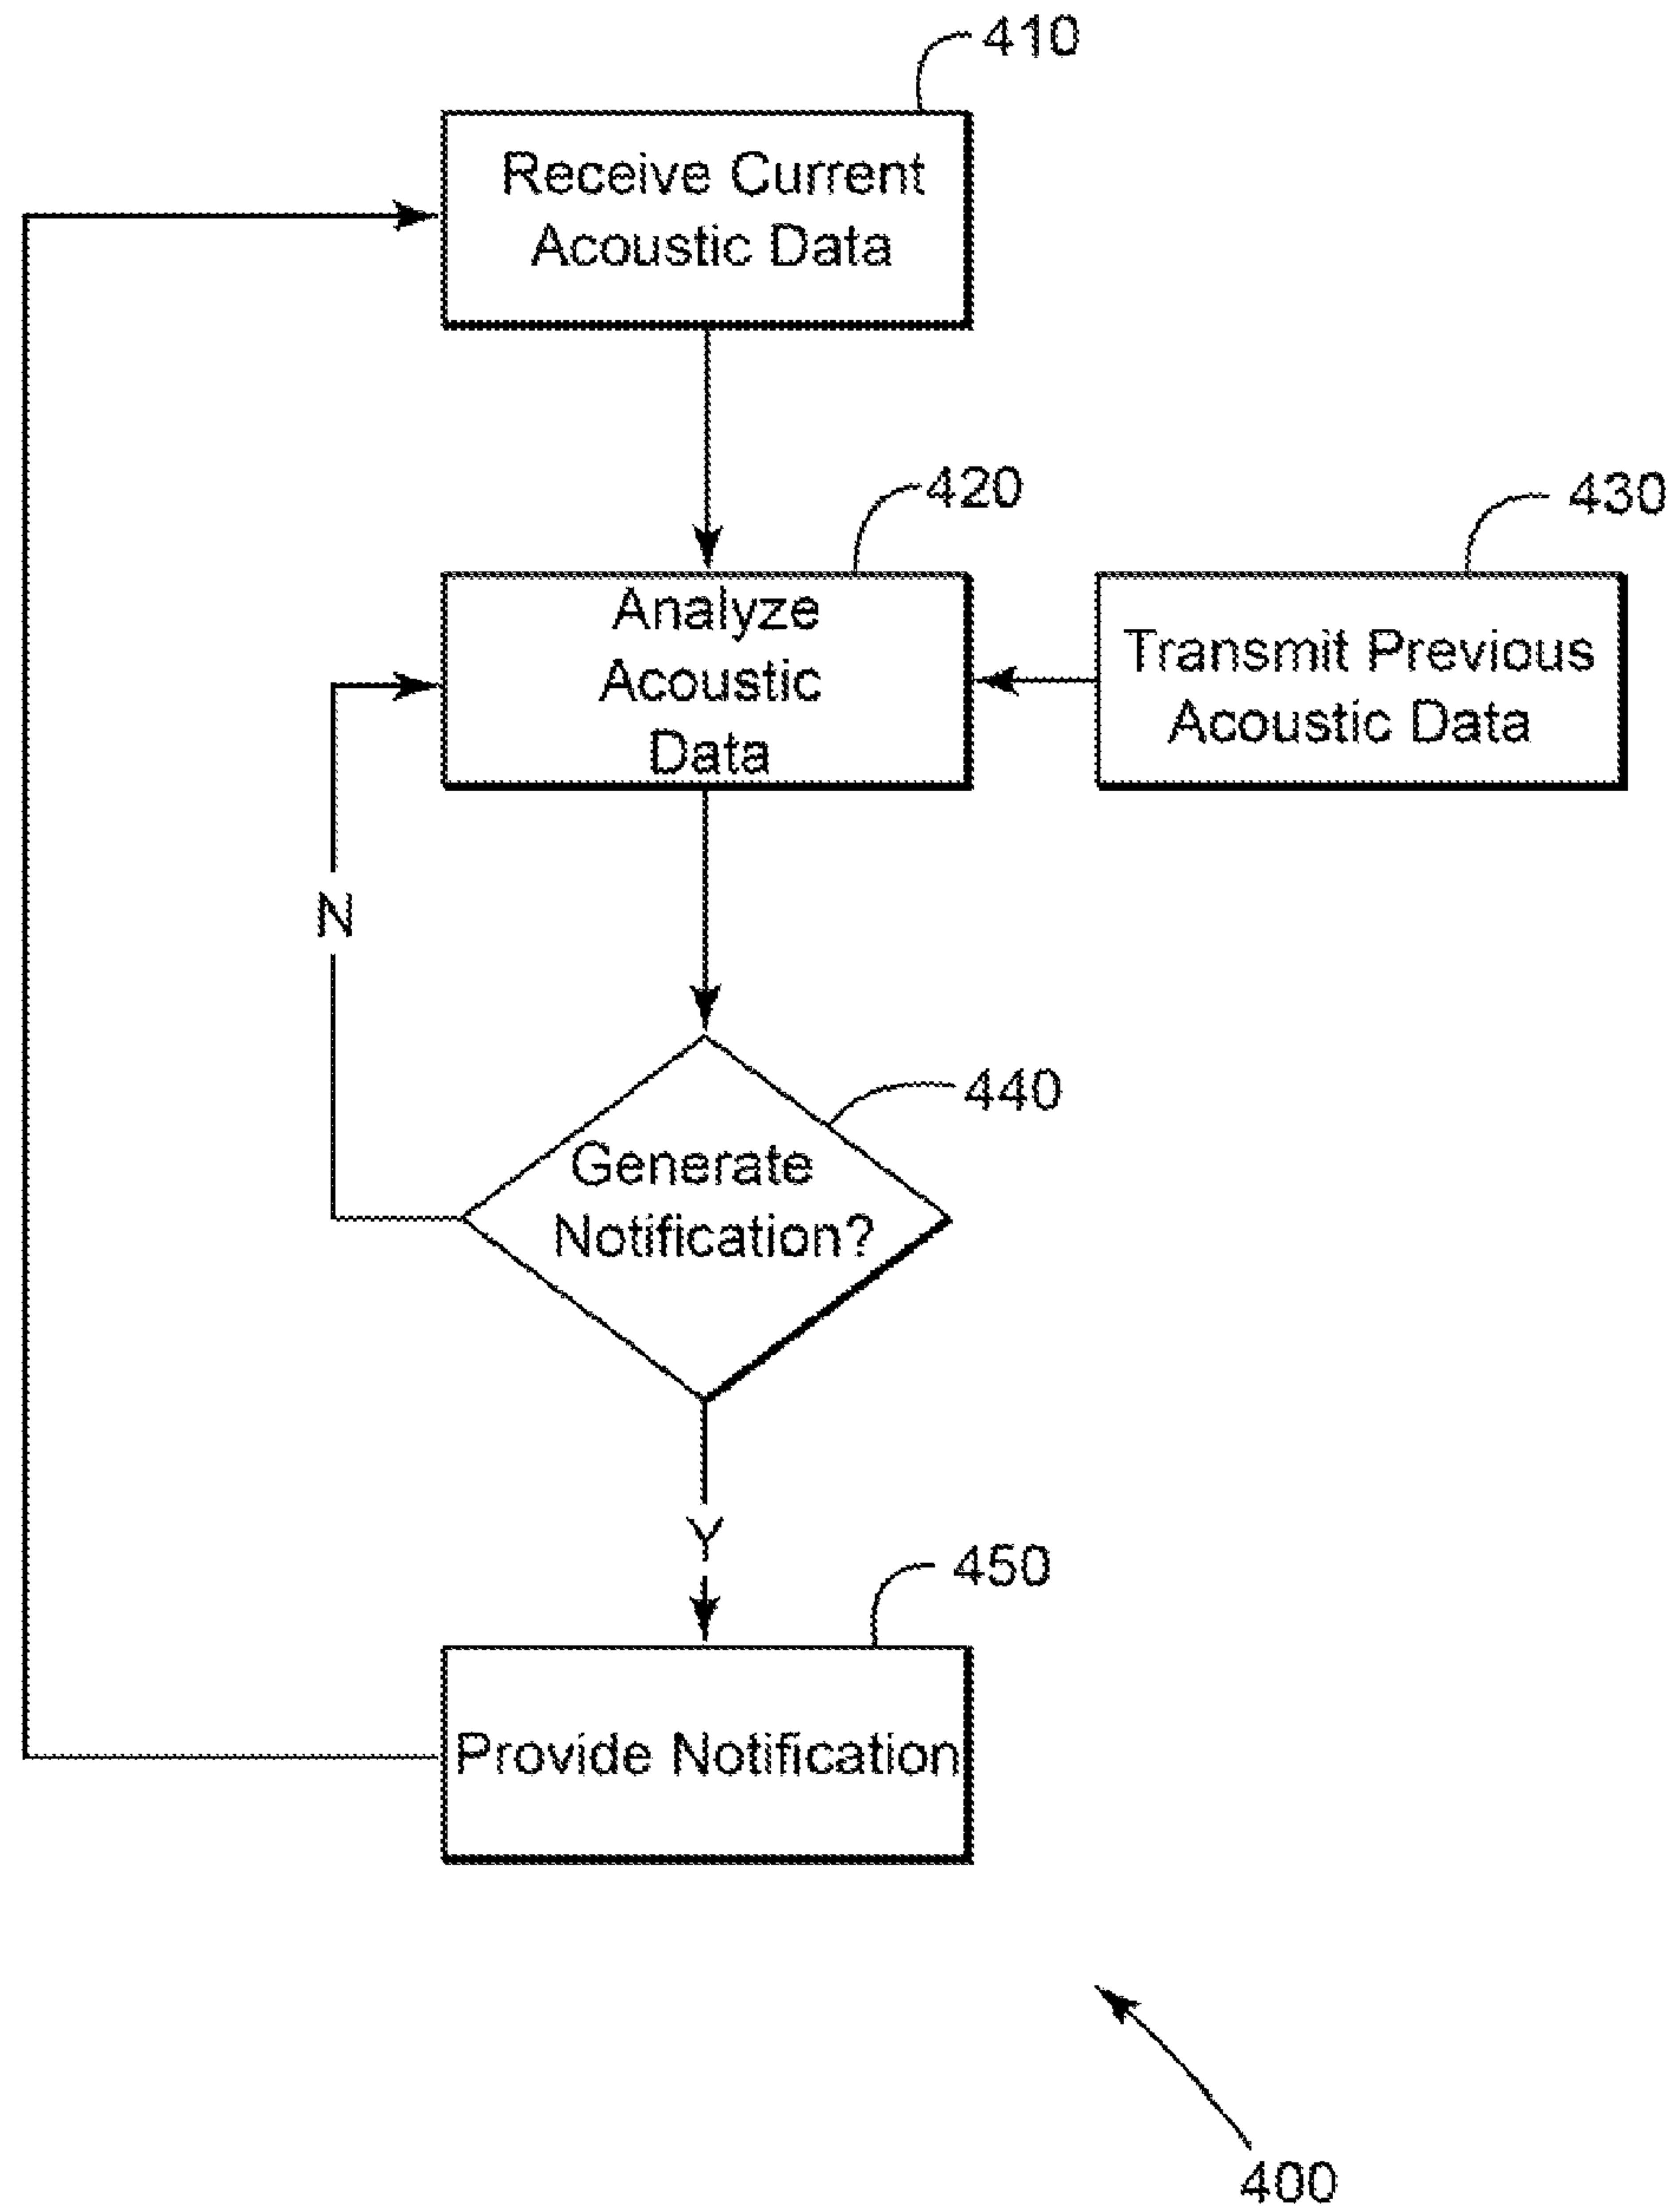 410
Receive Current
Acoustic Data
420
430
Analyze
Acoustic
Data
Transmit Previous
Acoustic Data
N
440
Generate
Notification?
Y
450
Provide Notification
400